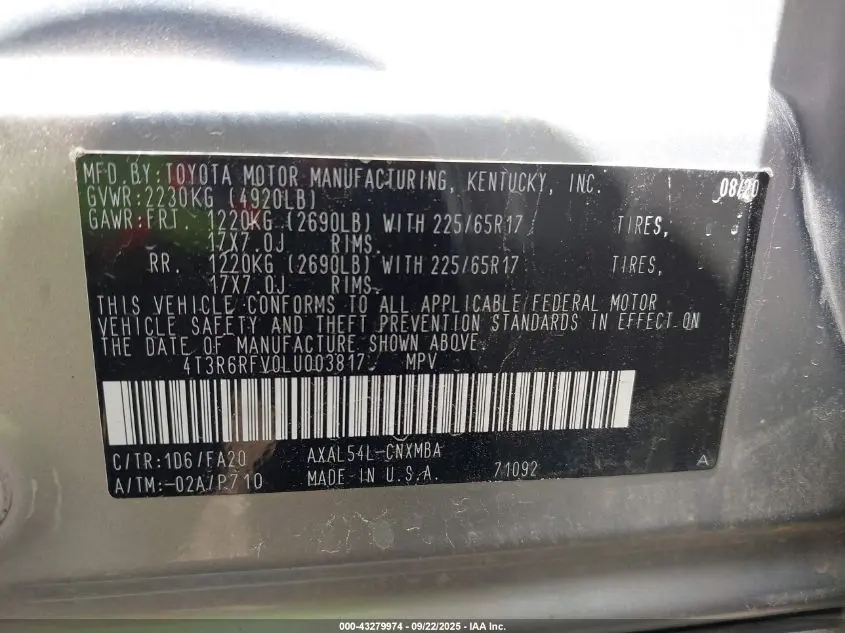 MFD. BY: TOYOTA MOTOR MANUFACTURING, KENTUCKY, INC. 08/20
GVWR: 2230KG (4920LB)
GAWR: FRT. 1220KG (2690LB) WITH 225/65R17 TIRES,
17X7.0J RIMS.
RR. 1220KG (2690LB) WITH 225/65R17 TIRES,
17X7.0J RIMS.
THIS VEHICLE CONFORMS TO ALL APPLICABLE FEDERAL MOTOR
VEHICLE SAFETY AND THEFT PREVENTION STANDARDS IN EFFECT ON
THE DATE OF MANUFACTURE SHOWN ABOVE.
4T3R6RFV0LU003817 MPV
C/TR: 1D6/FA20 AXAL54L-CNXMBA
A/TM: -02A/P710 MADE IN U.S.A. 71092 A
000-43279974 - 09/22/2025 - IAA Inc.